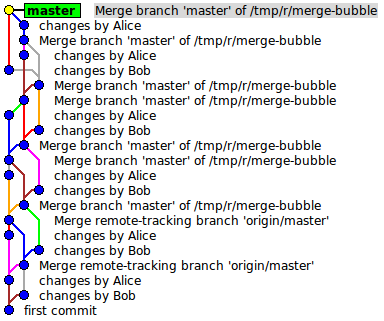 master Merge branch 'master' of /tmp/r/merge-bubble
changes by Alice
Merge branch 'master' of /tmp/r/merge-bubble
changes by Alice
changes by Bob
Merge branch 'master' of /tmp/r/merge-bubble
Merge branch 'master' of /tmp/r/merge-bubble
changes by Alice
changes by Bob
Merge branch 'master' of /tmp/r/merge-bubble
Merge branch 'master' of /tmp/r/merge-bubble
changes by Alice
changes by Bob
Merge branch 'master' of /tmp/r/merge-bubble
Merge remote-tracking branch 'origin/master'
changes by Alice
changes by Bob
Merge remote-tracking branch 'origin/master'
changes by Alice
changes by Bob
first commit